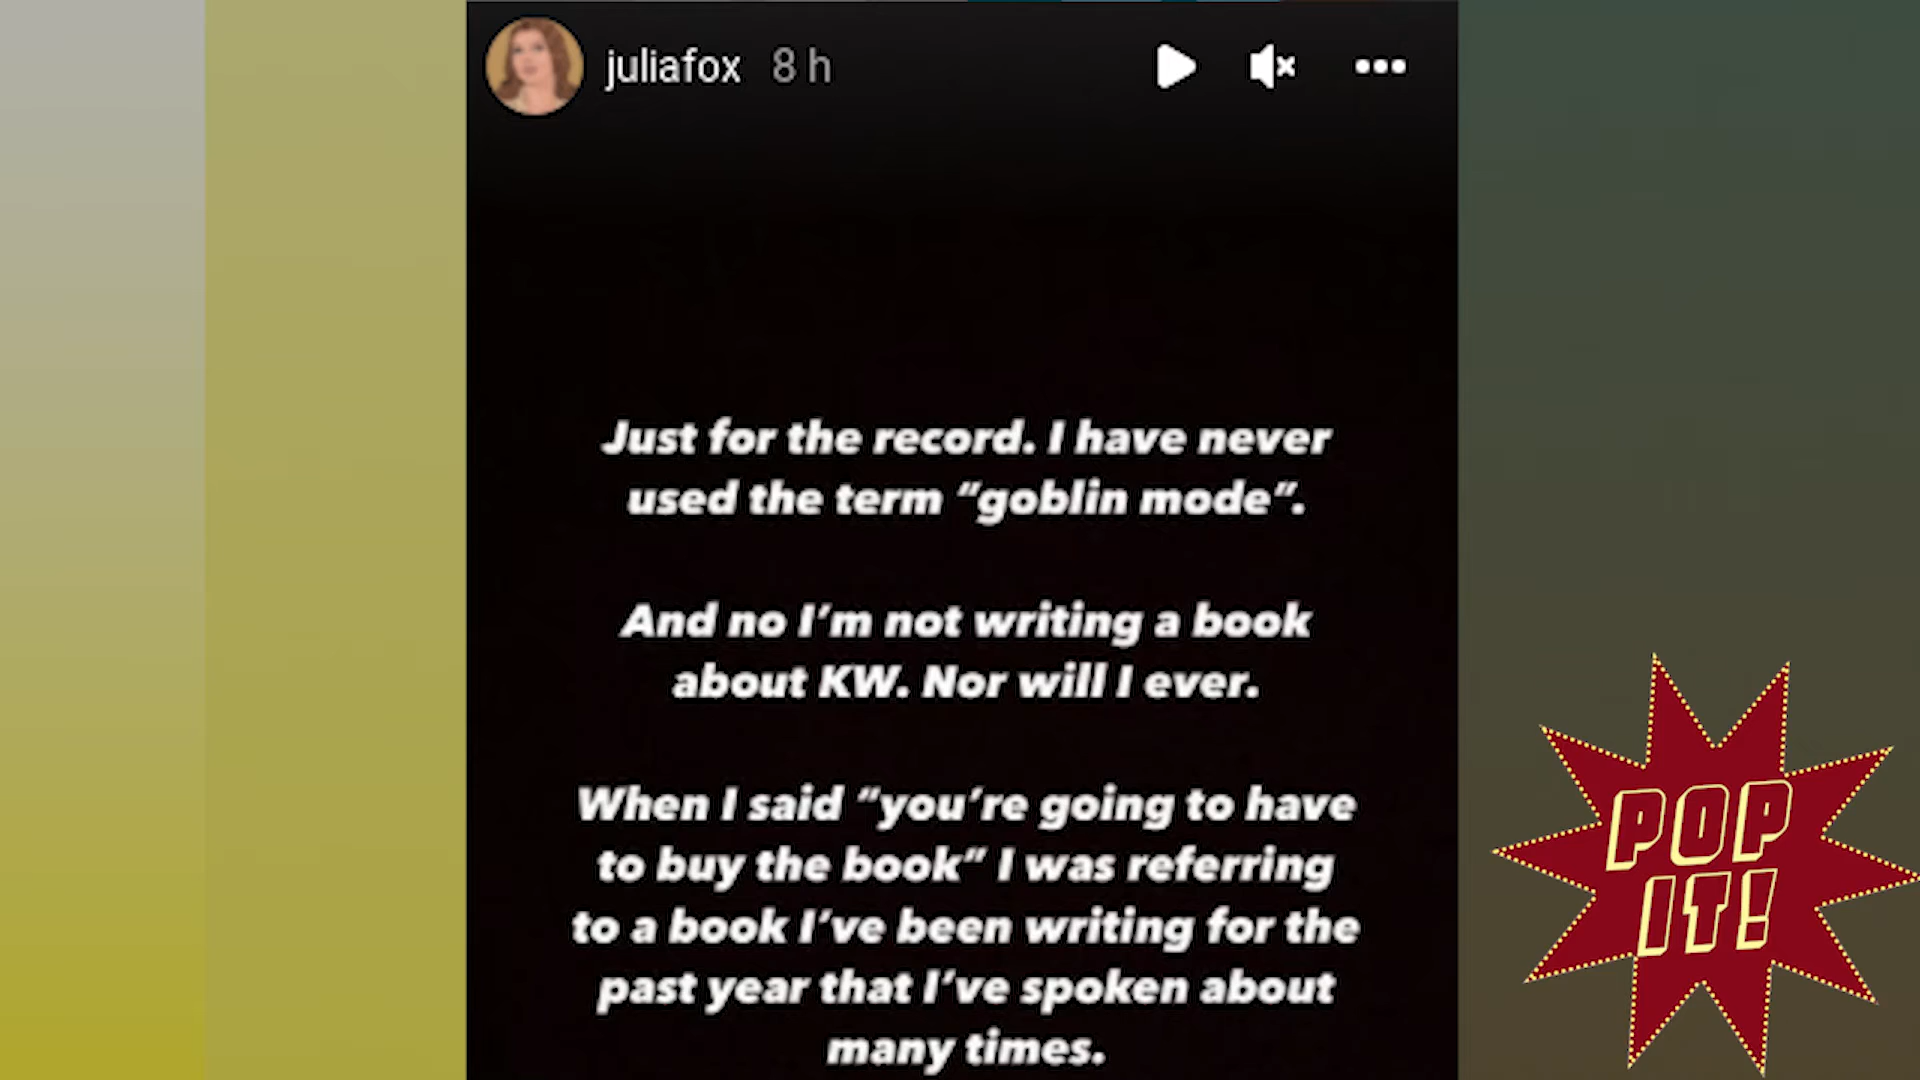 juliafox 8 h
Just for the record. I have never
used the term “goblin mode”.
And no I’m not writing a book
about KW. Nor will I ever.
When I said “you’re going to have
to buy the book” I was referring
to a book I’ve been writing for the
past year that I’ve spoken about
many times.
POP
IT!